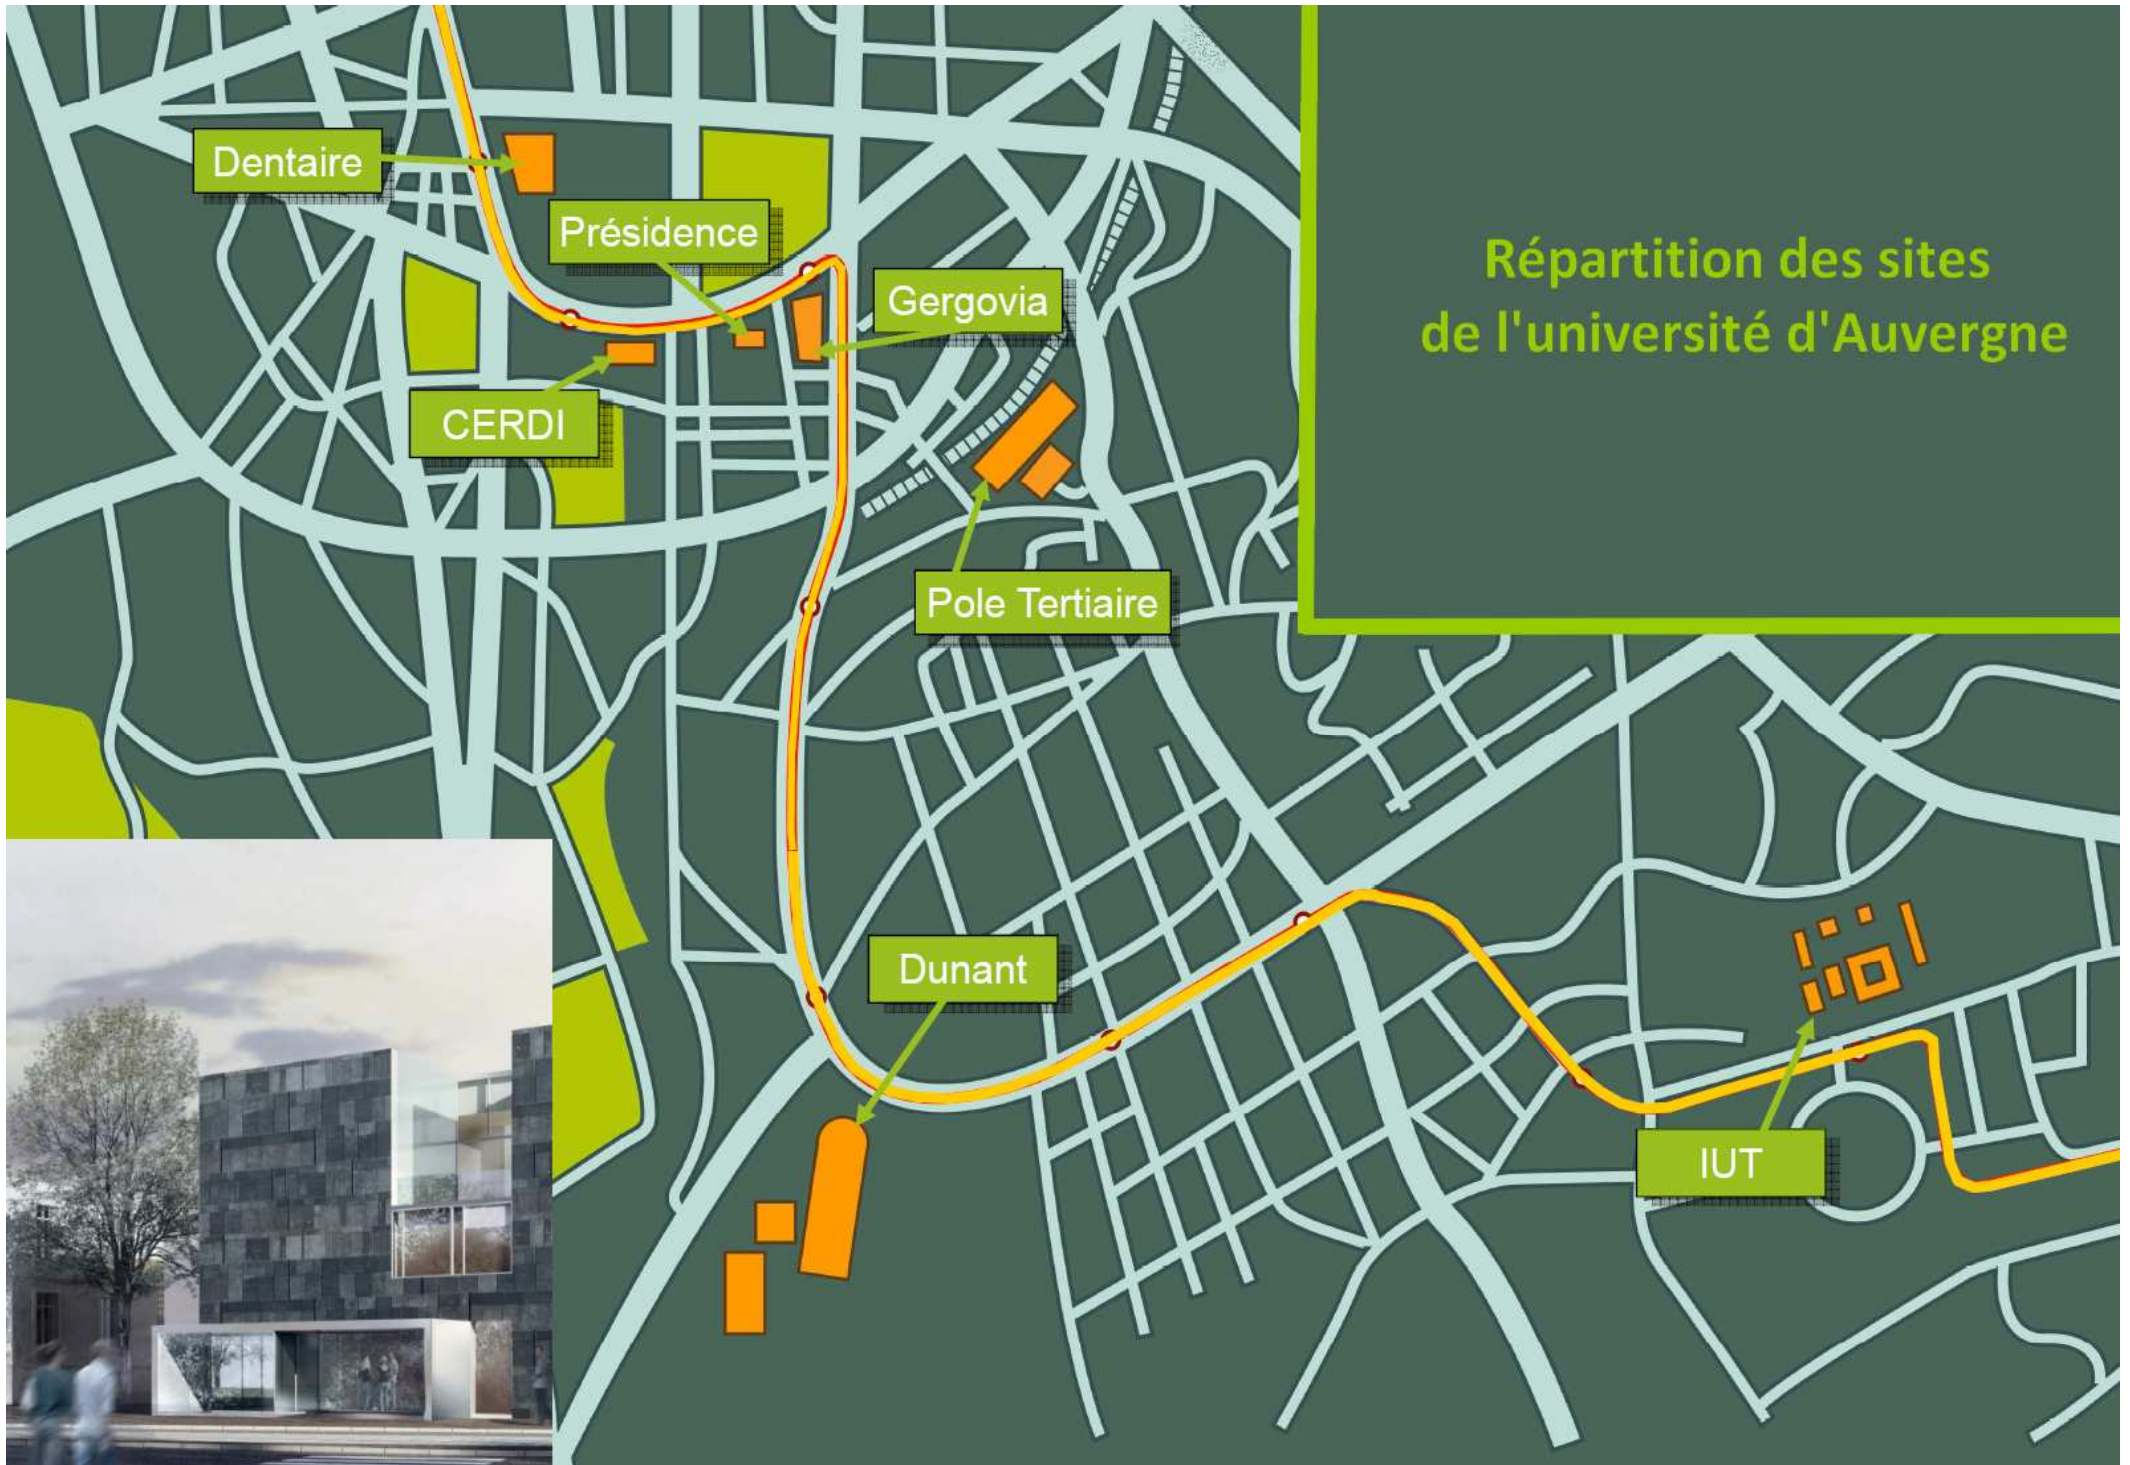 Dentaire
Présidence
Gergovia
CERDI
Pole Tertiaire
Dunant
IUT
Répartition des sites
de l'université d'Auvergne